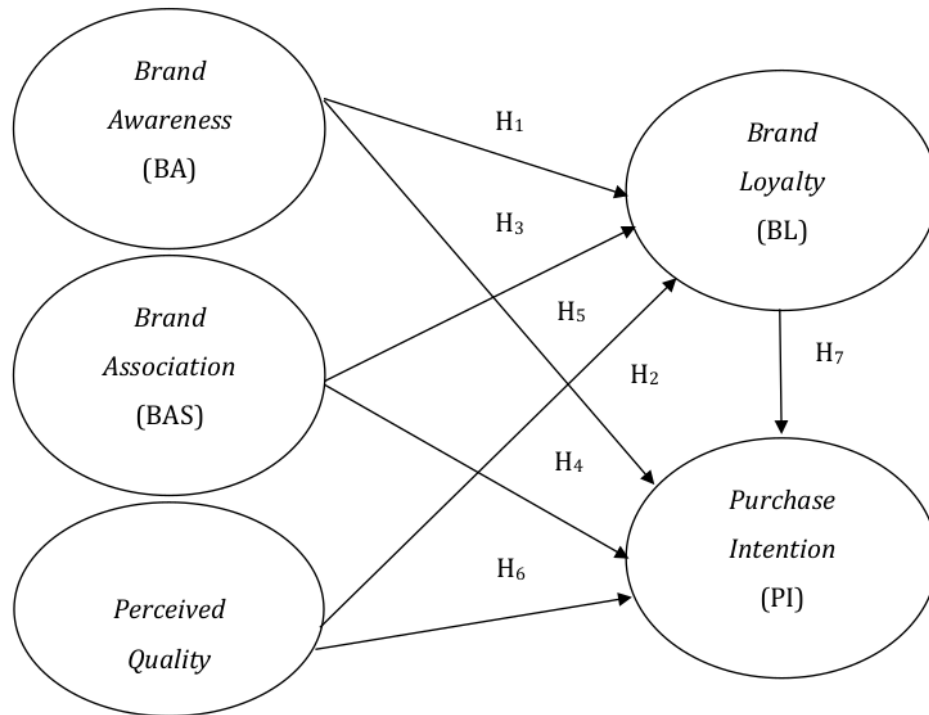 Brand
Awareness
(BA)
Brand
Association
(BAS)
Perceived
Quality
H₁
H₃
H₅
H₂
H₄
H₆
Brand
Loyalty
(BL)
H₇
Purchase
Intention
(PI)